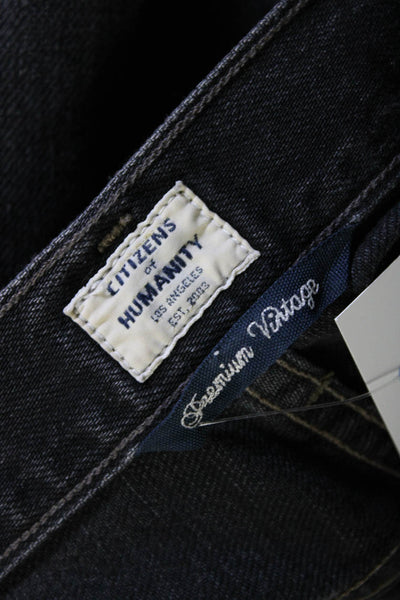 CITIZENS
OF
HUMANITY
LOS ANGELES
EST. 2003
Premium Vintage